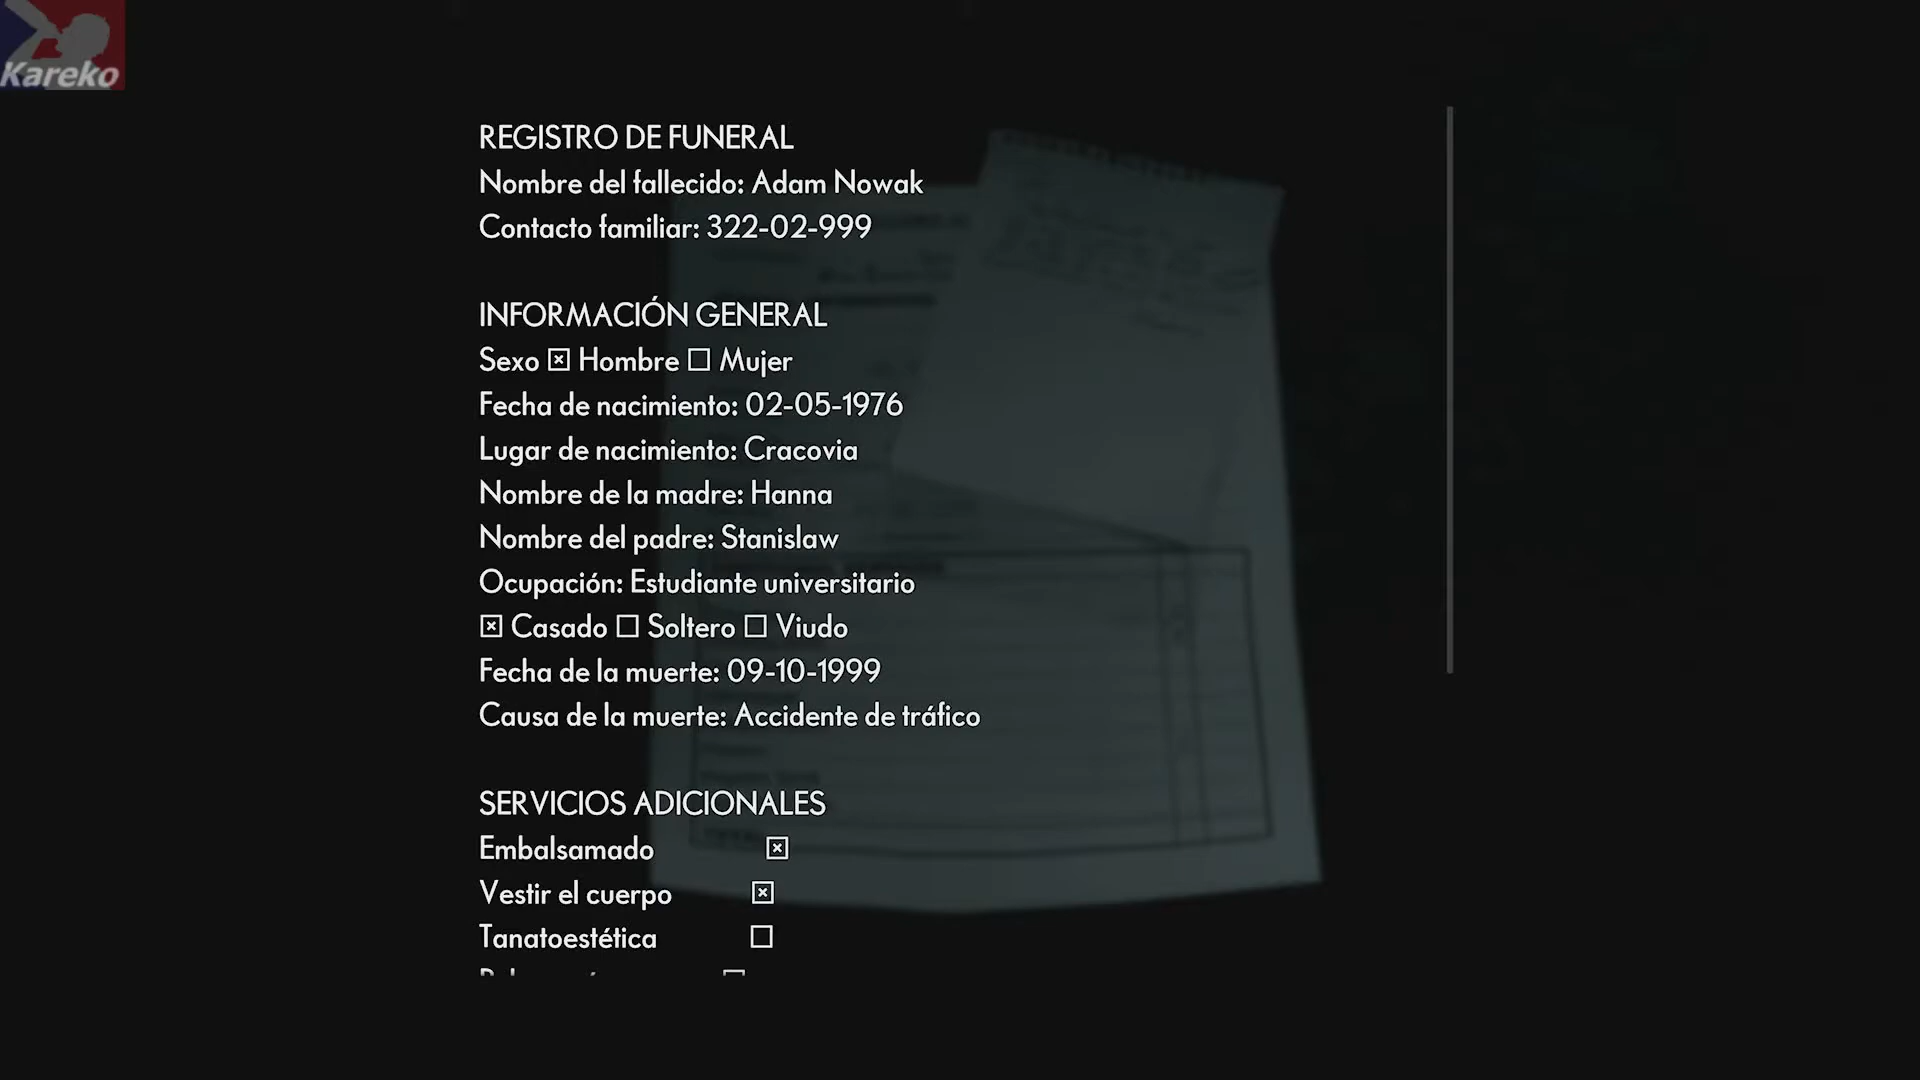 Kareko
REGISTRO DE FUNERAL
Nombre del fallecido: Adam Nowak
Contacto familiar: 322-02-999
INFORMACIÓN GENERAL
Sexo ☒ Hombre ☐ Mujer
Fecha de nacimiento: 02-05-1976
Lugar de nacimiento: Cracovia
Nombre de la madre: Hanna
Nombre del padre: Stanislaw
Ocupación: Estudiante universitario
☒ Casado ☐ Soltero ☐ Viudo
Fecha de la muerte: 09-10-1999
Causa de la muerte: Accidente de tráfico
SERVICIOS ADICIONALES
Embalsamado ☒
Vestir el cuerpo ☒
Tanatoestética ☐